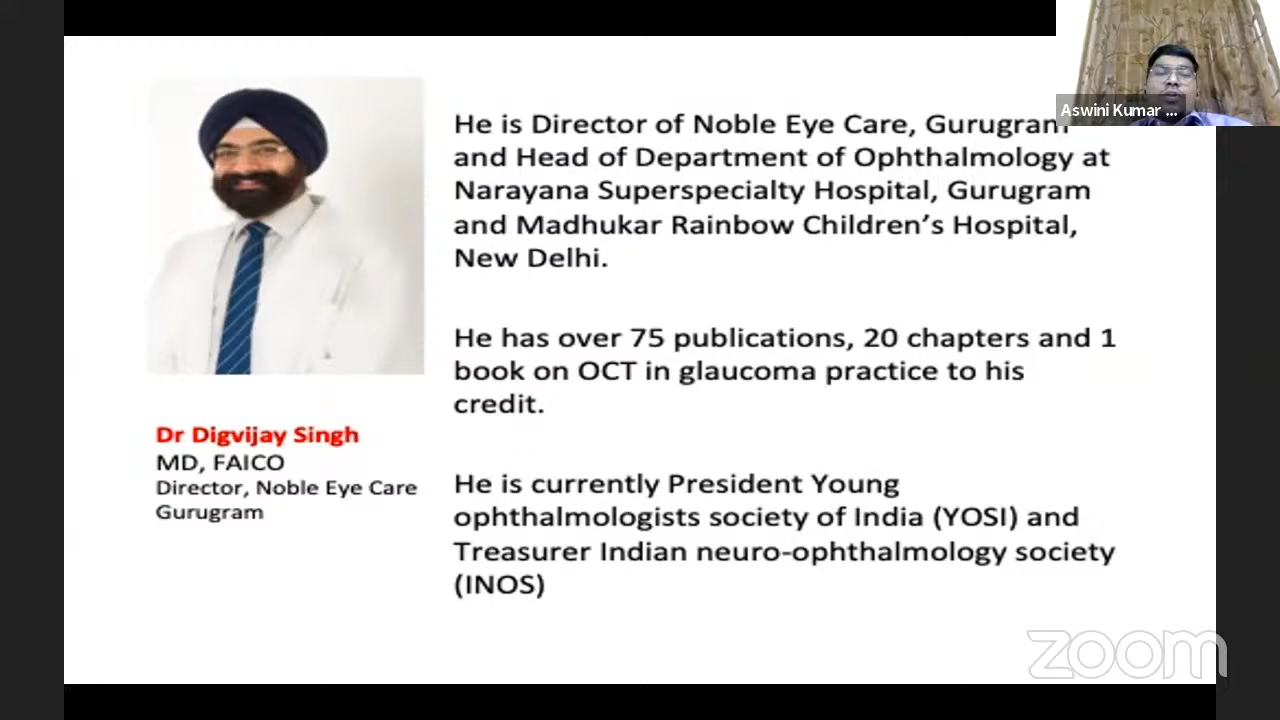 Aswini Kumar ...
He is Director of Noble Eye Care, Gurugram
and Head of Department of Ophthalmology at
Narayana Superspecialty Hospital, Gurugram
and Madhukar Rainbow Children's Hospital,
New Delhi.
He has over 75 publications, 20 chapters and 1
book on OCT in glaucoma practice to his
credit.
Dr Digvijay Singh
MD, FAICO
Director, Noble Eye Care
Gurugram
He is currently President Young
ophthalmologists society of India (YOSI) and
Treasurer Indian neuro-ophthalmology society
(INOS)
zoom